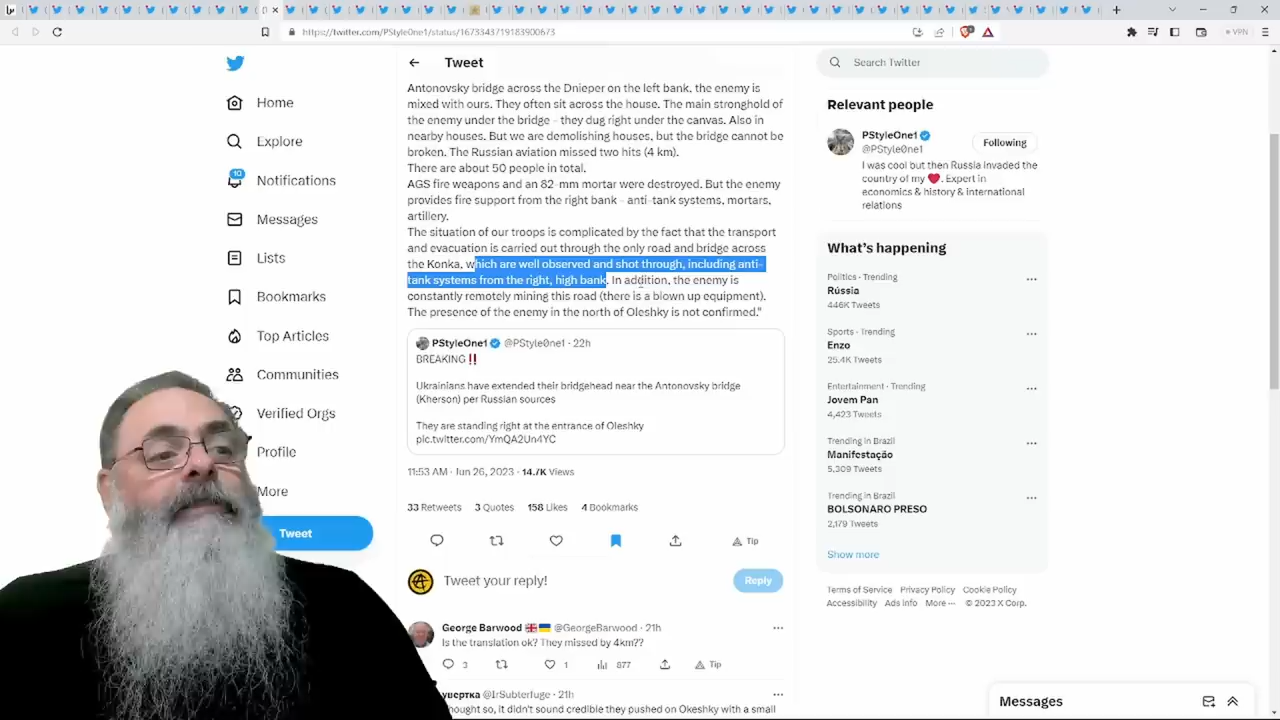 https://twitter.com/PStyle0ne1/status/1673343719183900673
VPN
Tweet
Search Twitter
Home
Explore
10
Notifications
Messages
Lists
Bookmarks
Top Articles
Communities
Verified Orgs
Profile
More
Tweet
Antonovsky bridge across the Dnieper on the left bank, the enemy is
mixed with ours. They often sit across the house. The main stronghold of
the enemy under the bridge - they dug right under the canvas. Also in
nearby houses. But we are demolishing houses, but the bridge cannot be
broken. The Russian aviation missed two hits (4 km).
There are about 50 people in total.
AGS fire weapons and an 82-mm mortar were destroyed. But the enemy
provides fire support from the right bank - anti-tank systems, mortars,
artillery.
The situation of our troops is complicated by the fact that the transport
and evacuation is carried out through the only road and bridge across
the Konka, which are well observed and shot through, including anti-
tank systems from the right, high bank. In addition, the enemy is
constantly remotely mining this road (there is a blown up equipment).
The presence of the enemy in the north of Oleshky is not confirmed."
PStyleOne1 @PStyle0ne1 · 22h
BREAKING ‼️
Ukrainians have extended their bridgehead near the Antonovsky bridge
(Kherson) per Russian sources
They are standing right at the entrance of Oleshky
pic.twitter.com/YmQA2Un4YC
11:53 AM · Jun 26, 2023 · 14.7K Views
33 Retweets 3 Quotes 158 Likes 4 Bookmarks
Tip
Tweet your reply!
Reply
George Barwood 🇬🇧🇺🇦 @GeorgeBarwood · 21h
Is the translation ok? They missed by 4km??
3 1 877 Tip
увертка @IrSubterfuge · 21h
hought so, it didn't sound credible they pushed on Okeshky with a small
Relevant people
PStyleOne1
@PStyle0ne1
Following
I was cool but then Russia invaded the
country of my ❤️. Expert in
economics & history & international
relations
What's happening
Politics · Trending
Rússia
446K Tweets
Sports · Trending
Enzo
25.4K Tweets
Entertainment · Trending
Jovem Pan
4,423 Tweets
Trending in Brazil
Manifestação
5,309 Tweets
Trending in Brazil
BOLSONARO PRESO
2,179 Tweets
Show more
Terms of Service Privacy Policy Cookie Policy
Accessibility Ads info More ··· © 2023 X Corp.
Messages